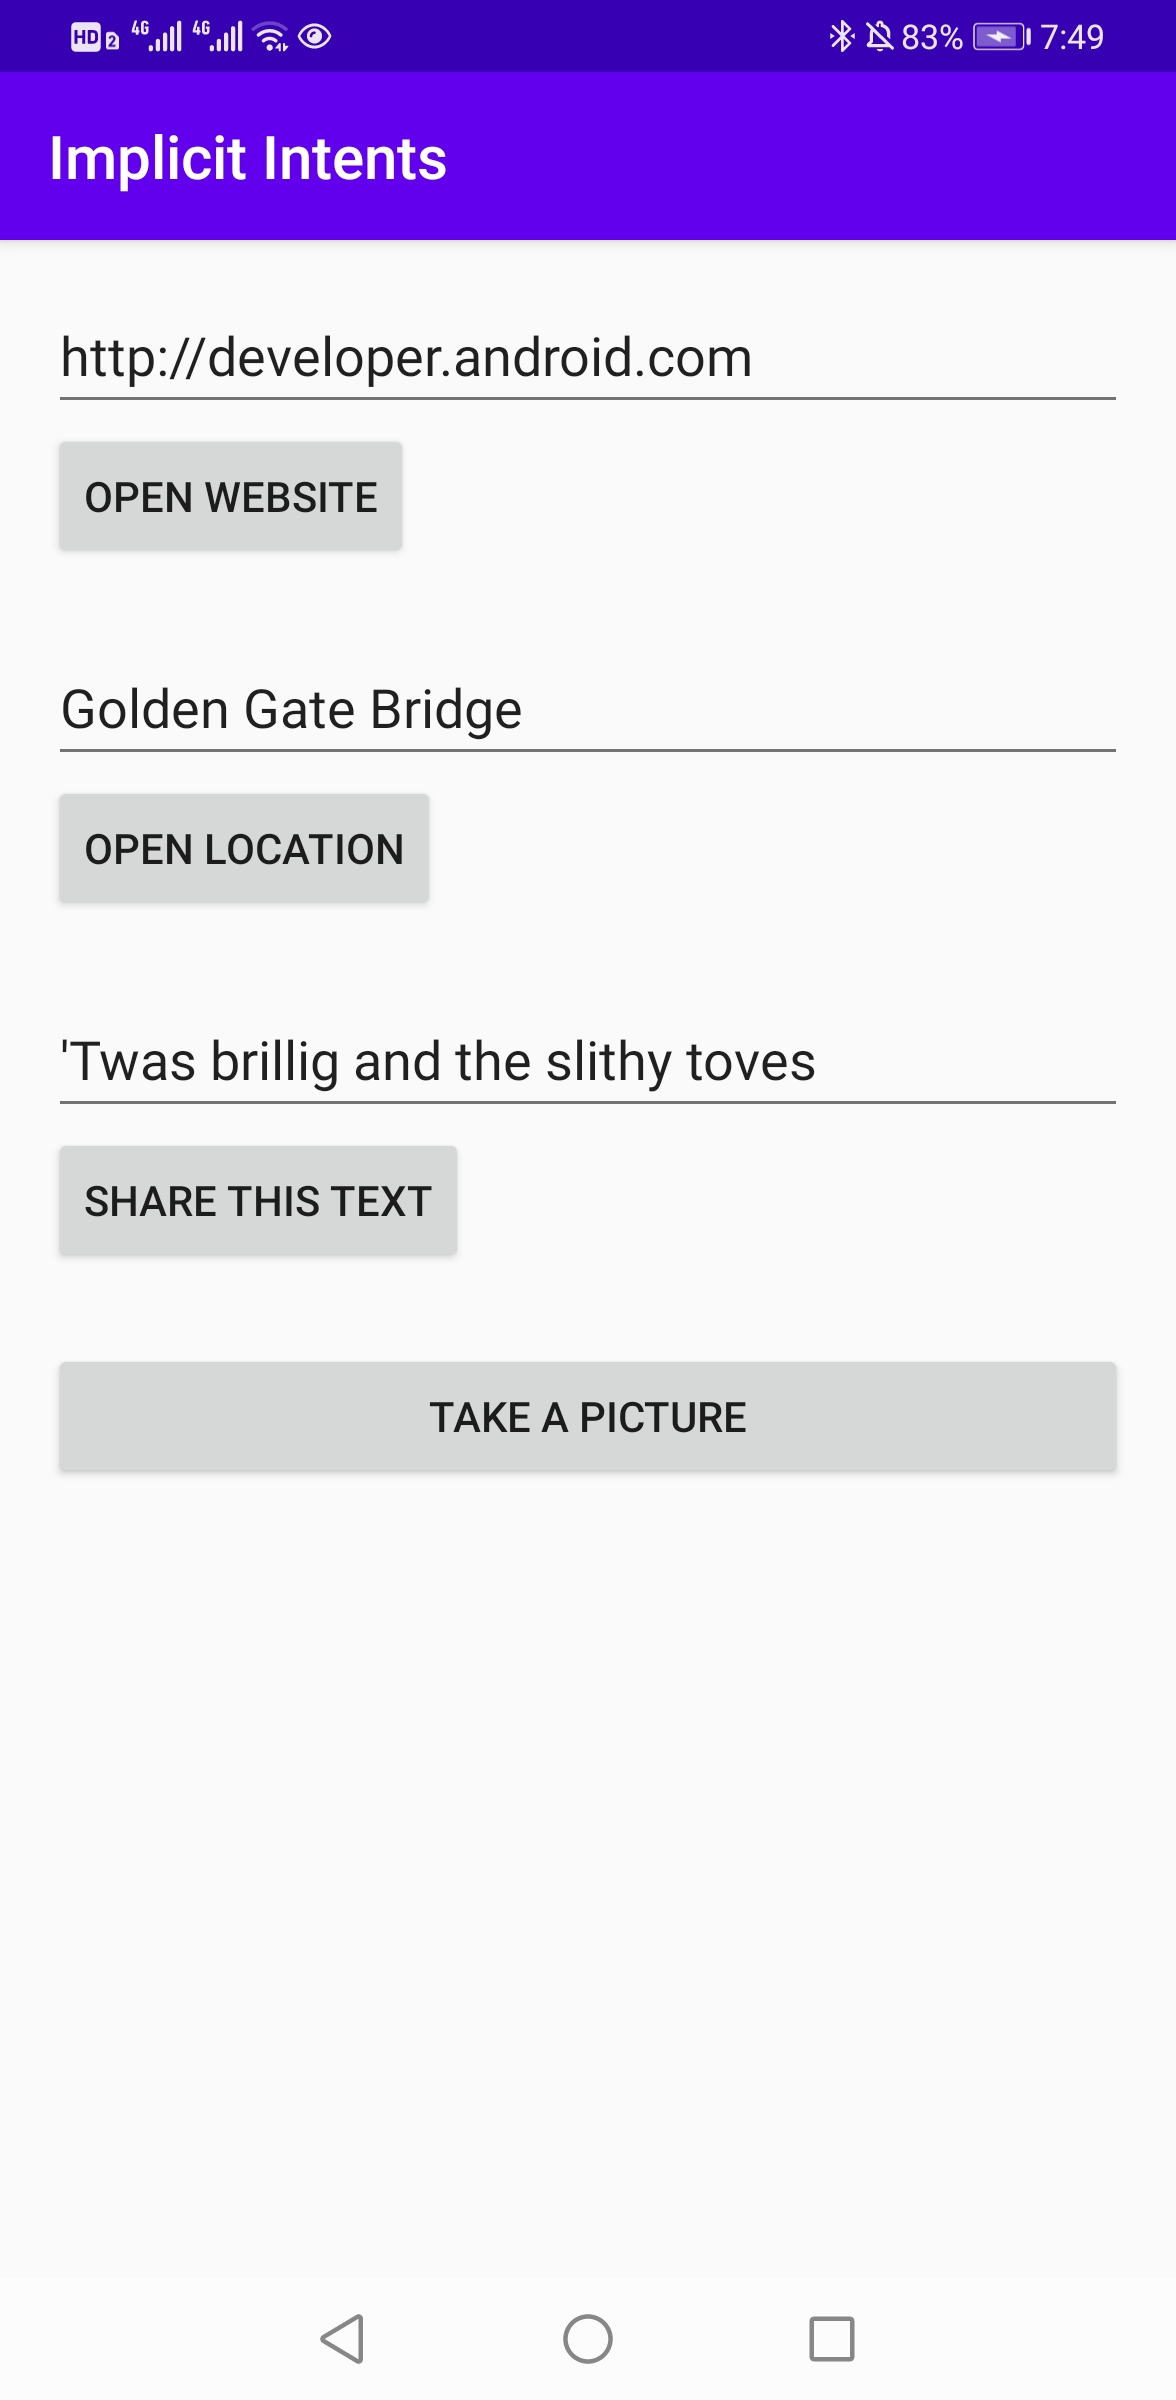 HD 2 4G 4G 83% 7:49
Implicit Intents
http://developer.android.com
OPEN WEBSITE
Golden Gate Bridge
OPEN LOCATION
'Twas brillig and the slithy toves
SHARE THIS TEXT
TAKE A PICTURE